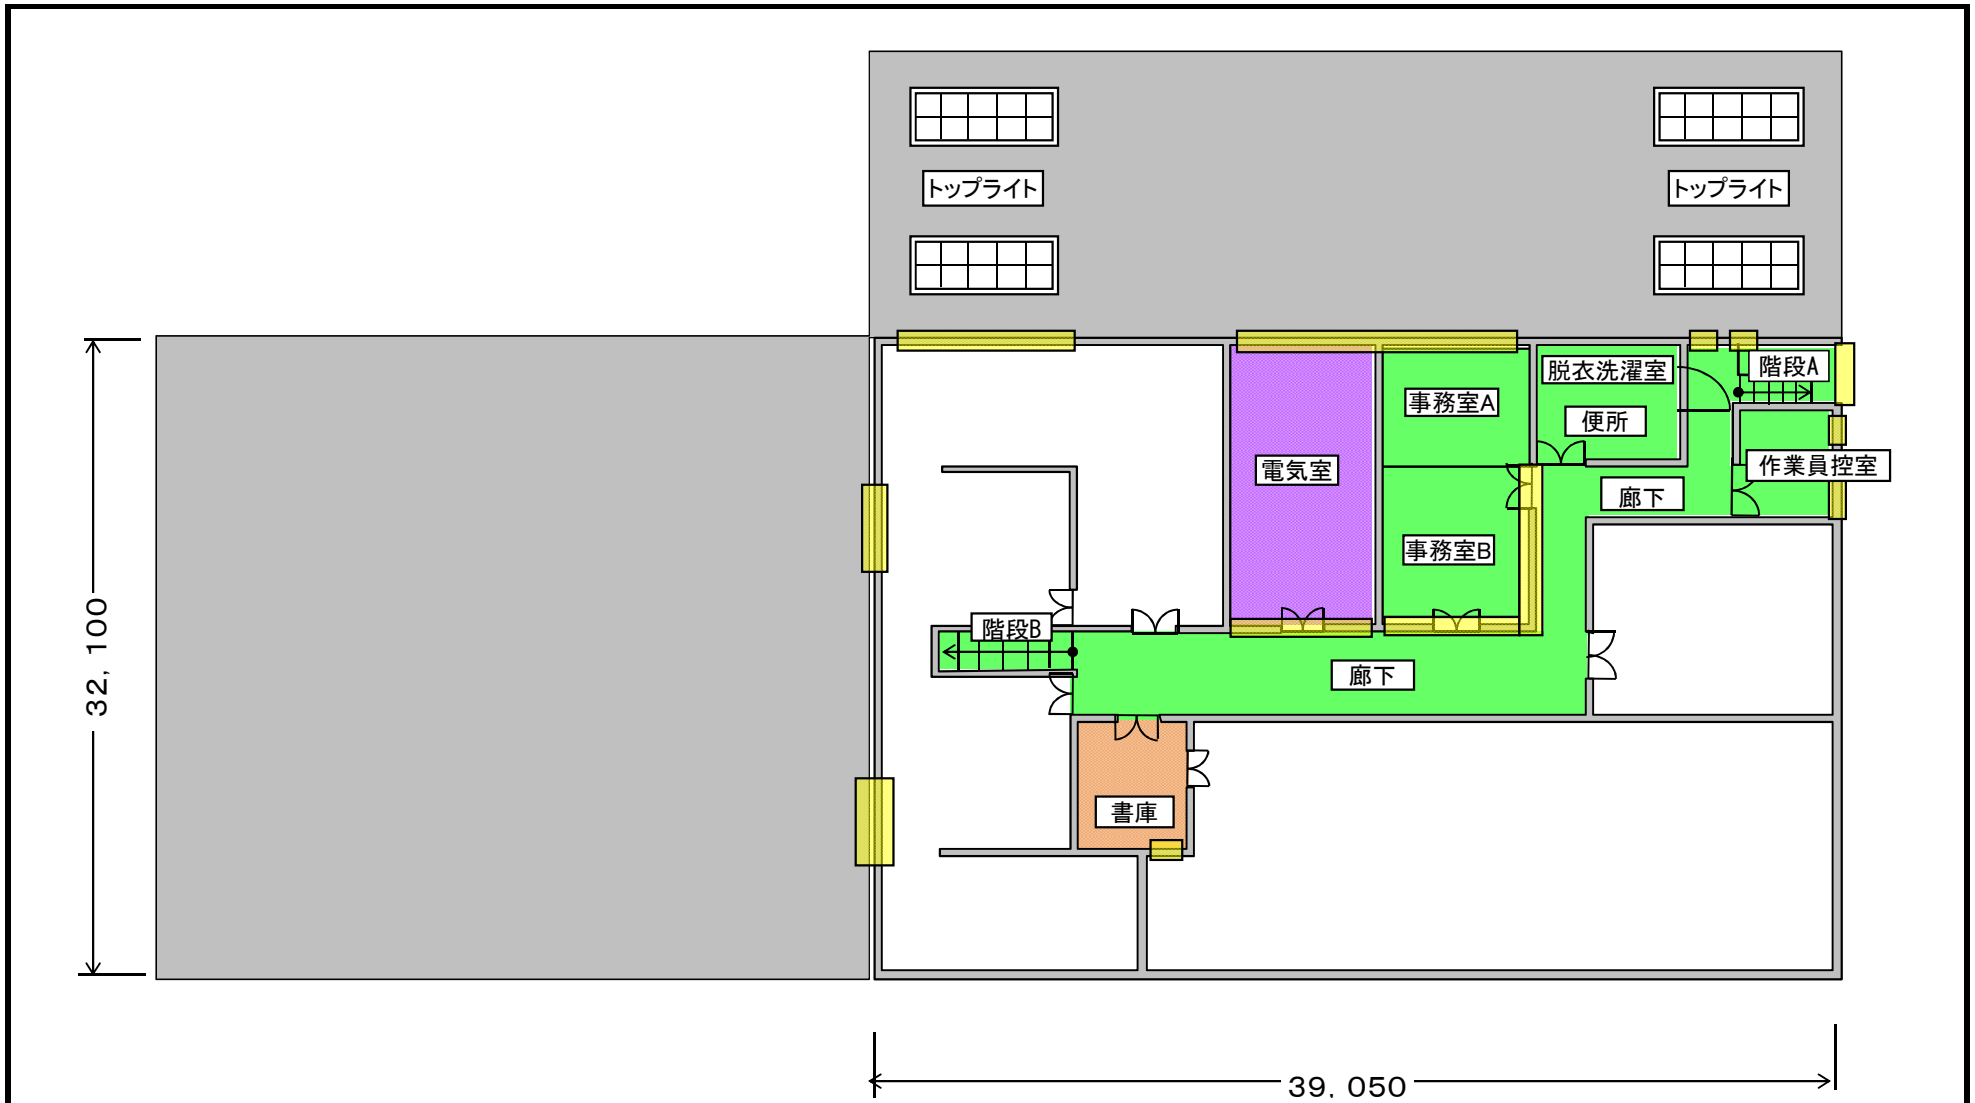 トップライト
トップライト
階段A
脱衣洗濯室
事務室A
便所
電気室
作業員控室
廊下
事務室B
階段B
廊下
書庫
32, 100
39, 050